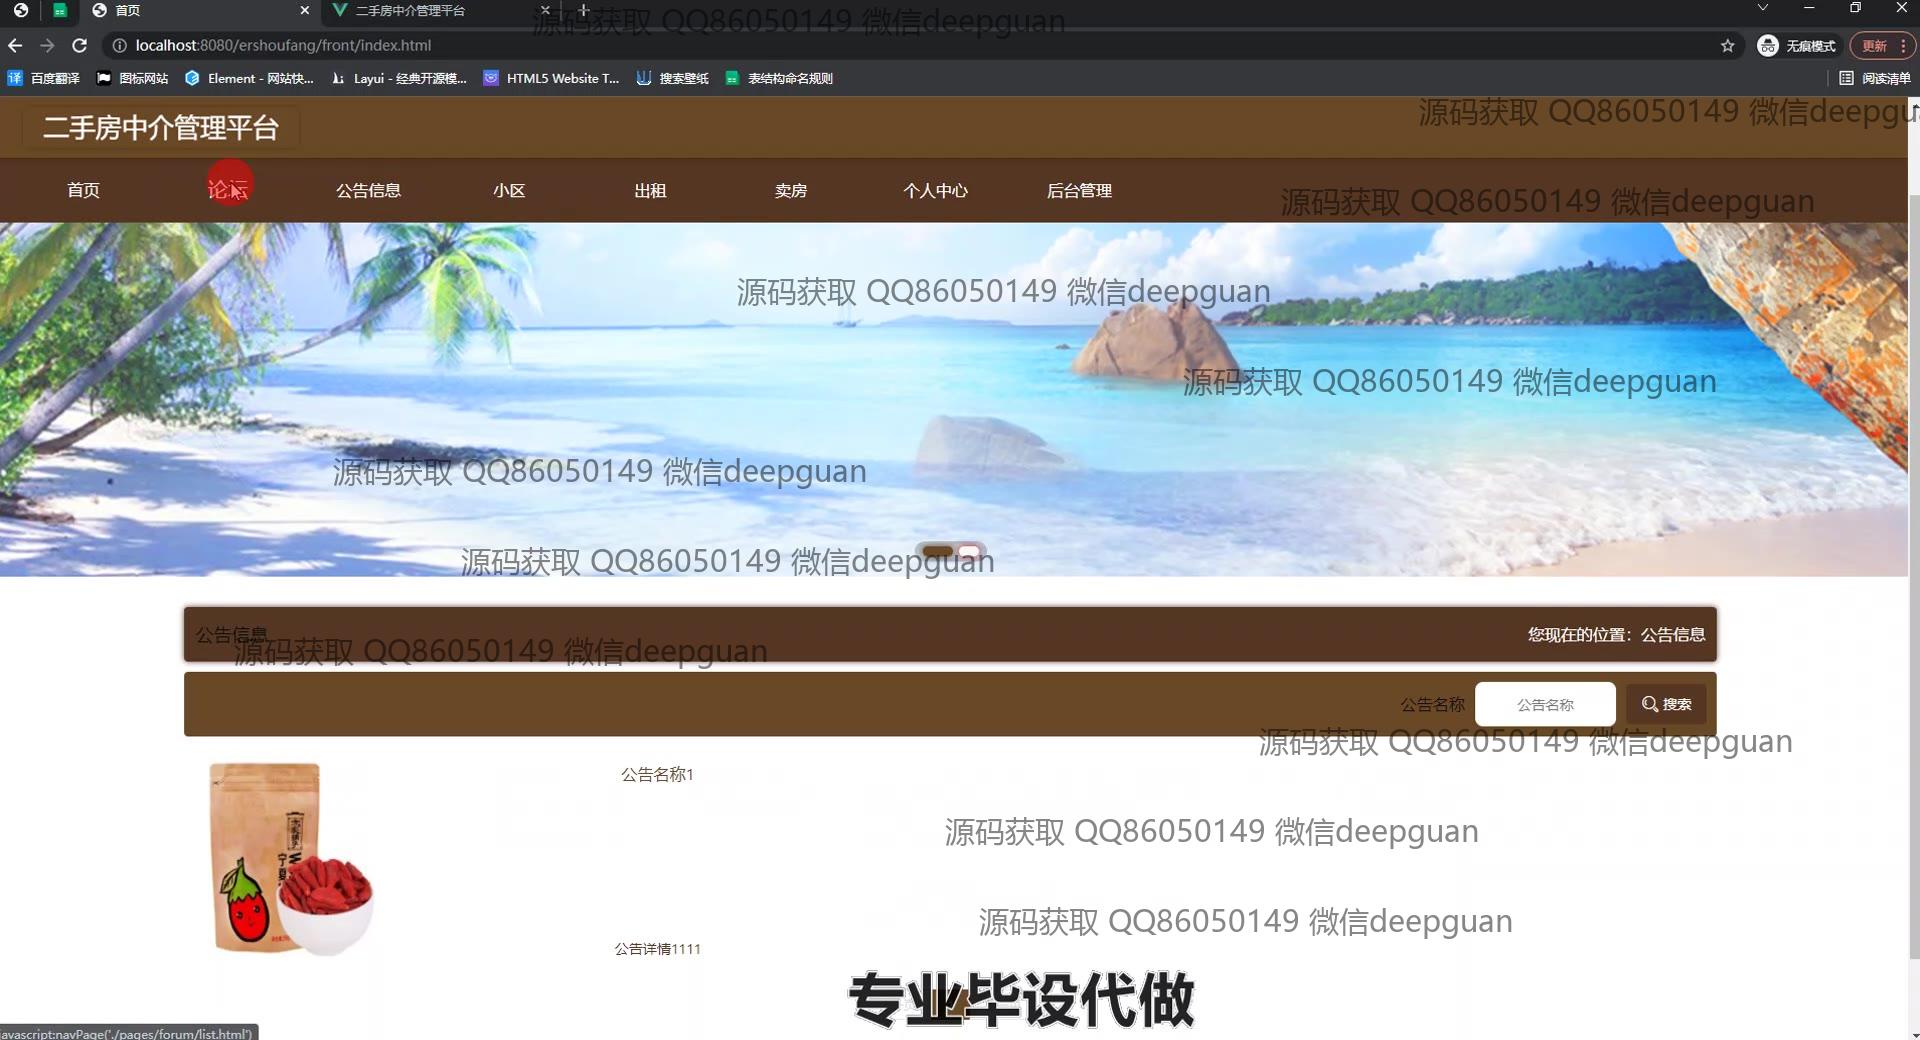 首页
二手房中介管理平台
源码获取 QQ86050149 微信deepguan
localhost:8080/ershoufang/front/index.html
无痕模式
更新
百度翻译
图标网站
Element - 网站快...
Layui - 经典开源模...
HTML5 Website T...
搜索壁纸
表结构命名规则
阅读清单
源码获取 QQ86050149 微信deepgu
二手房中介管理平台
首页
论坛
公告信息
小区
出租
卖房
个人中心
后台管理
源码获取 QQ86050149 微信deepguan
源码获取 QQ86050149 微信deepguan
源码获取 QQ86050149 微信deepguan
源码获取 QQ86050149 微信deepguan
源码获取 QQ86050149 微信deepguan
公告信息
您现在的位置：公告信息
源码获取 QQ86050149 微信deepguan
公告名称
公告名称
搜索
源码获取 QQ86050149 微信deepguan
公告名称1
源码获取 QQ86050149 微信deepguan
源码获取 QQ86050149 微信deepguan
公告详情1111
专业毕设代做
javascript:navPage('./pages/forum/list.html')